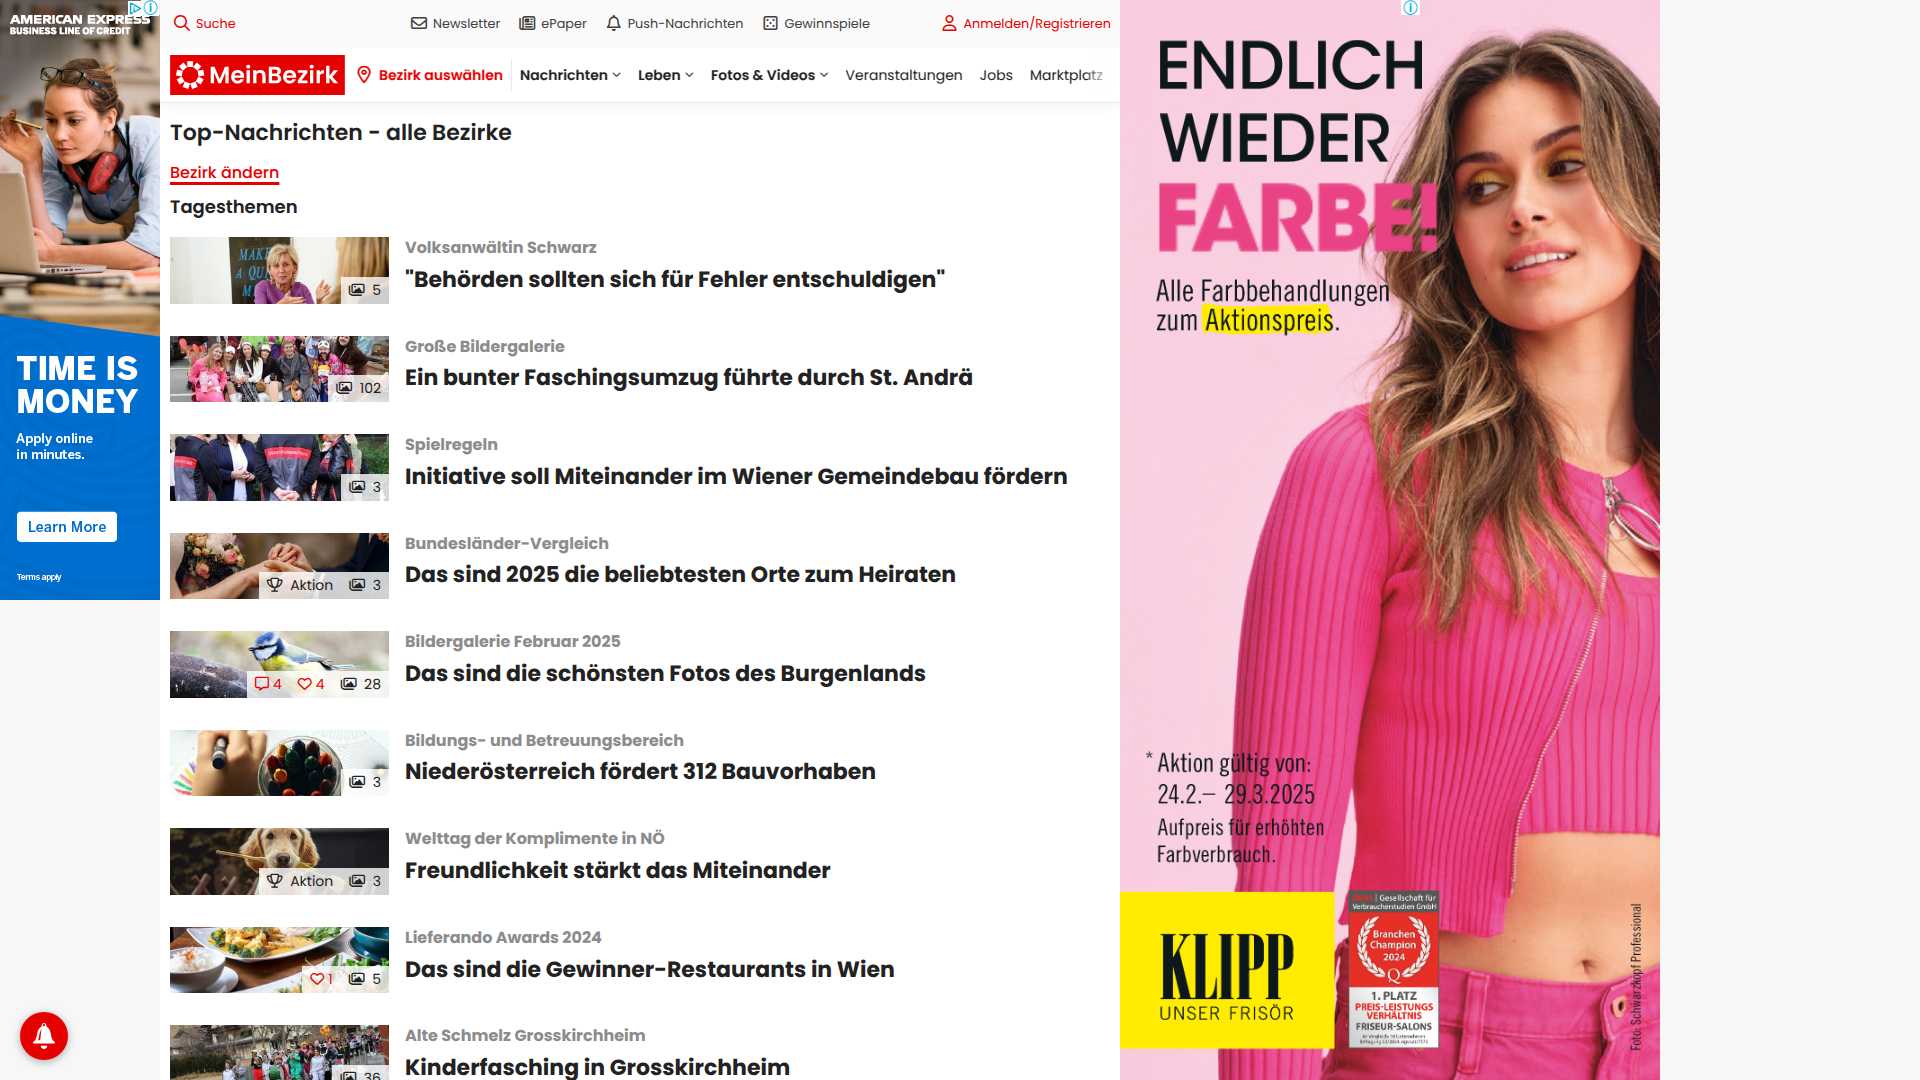 AMERICAN EXPRESS
BUSINESS LINE OF CREDIT
TIME IS
MONEY
Apply online
in minutes.
Learn More
Terms apply
Suche
Newsletter
ePaper
Push-Nachrichten
Gewinnspiele
Anmelden/Registrieren
MeinBezirk
Bezirk auswählen
Nachrichten
Leben
Fotos & Videos
Veranstaltungen
Jobs
Marktplatz
Top-Nachrichten - alle Bezirke
Bezirk ändern
Tagesthemen
5
Volksanwältin Schwarz
"Behörden sollten sich für Fehler entschuldigen"
102
Große Bildergalerie
Ein bunter Faschingsumzug führte durch St. Andrä
3
Spielregeln
Initiative soll Miteinander im Wiener Gemeindebau fördern
Aktion 3
Bundesländer-Vergleich
Das sind 2025 die beliebtesten Orte zum Heiraten
4 4 28
Bildergalerie Februar 2025
Das sind die schönsten Fotos des Burgenlands
3
Bildungs- und Betreuungsbereich
Niederösterreich fördert 312 Bauvorhaben
Aktion 3
Welttag der Komplimente in NÖ
Freundlichkeit stärkt das Miteinander
1 5
Lieferando Awards 2024
Das sind die Gewinner-Restaurants in Wien
36
Alte Schmelz Grosskirchheim
Kinderfasching in Grosskirchheim
ENDLICH
WIEDER
FARBE!
Alle Farbbehandlungen
zum Aktionspreis.
* Aktion gültig von:
24.2.– 29.3.2025
Aufpreis für erhöhten
Farbverbrauch.
KLIPP
UNSER FRISÖR
Gesellschaft für
Verbraucherstudien GmbH
Branchen
Champion
2024
1. PLATZ
PREIS-LEISTUNGS
VERHÄLTNIS
FRISEUR-SALONS
Foto: Schwarzkopf Professional